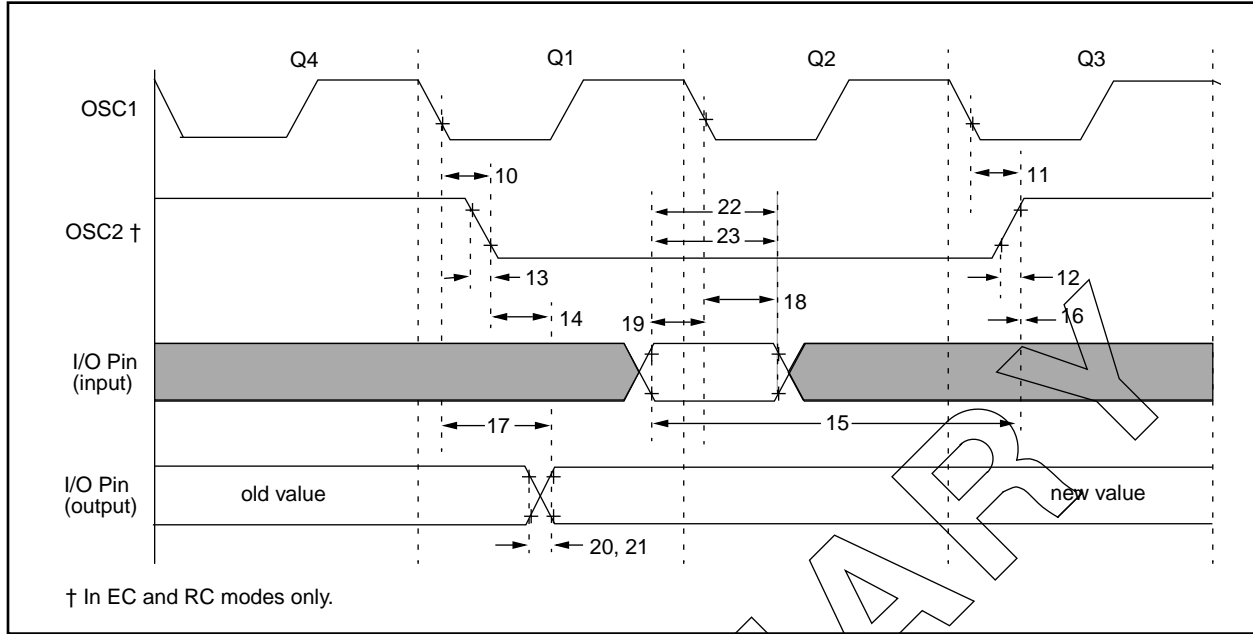 Q4 Q1 Q2 Q3
OSC1
10 11
22
OSC2 †
23
13 12
18
14 19 16
I/O Pin
(input)
17 15
I/O Pin
(output)
old value new value
20, 21
† In EC and RC modes only.
A R Y